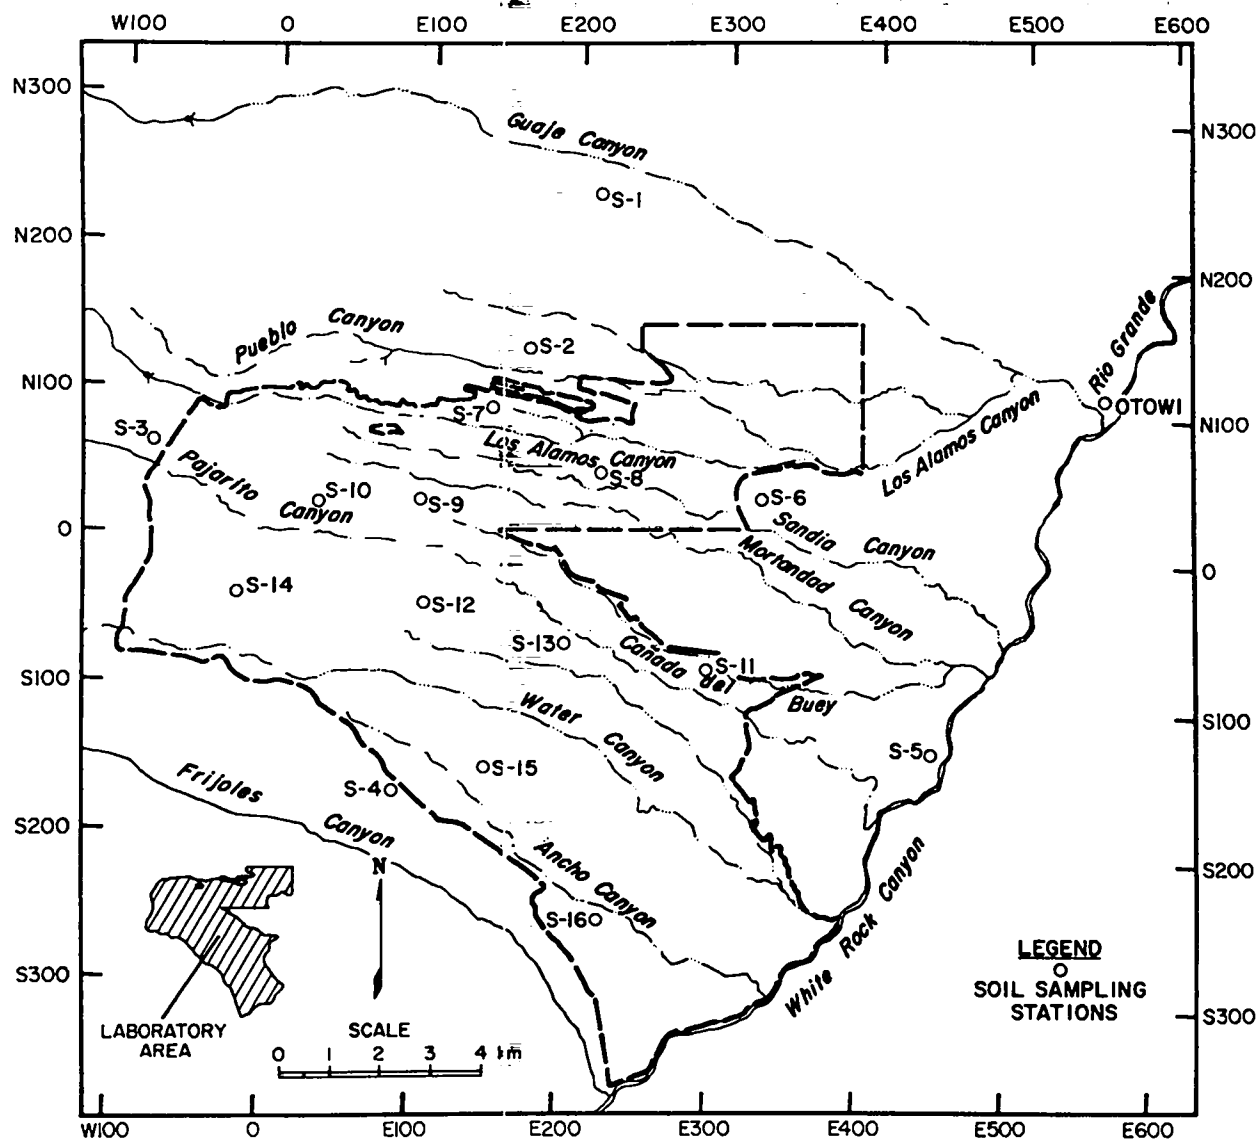 W100 0 E100 E200 E300 E400 E500 E600
N300
N300
Guaje Canyon
S-1
N200
N200
Rio Grande
Pueblo Canyon
S-2
N100
S-7
OTOWI
N100
S-3
Los Alamos Canyon
Los Alamos Canyon
Pajarito Canyon
S-10
S-9
S-8
S-6
0
Sandia Canyon
Mortandad Canyon
0
S-14
S-12
S-13
S-11
Cañada del Buey
S100
S100
Water Canyon
S-5
S-15
S-4
Frijoles Canyon
S200
S200
Ancho Canyon
N
S-16
White Rock Canyon
S300
S300
LEGEND
SOIL SAMPLING
STATIONS
LABORATORY
AREA
SCALE
0 1 2 3 4 km
W100 0 E100 E200 E300 E400 E500 E600